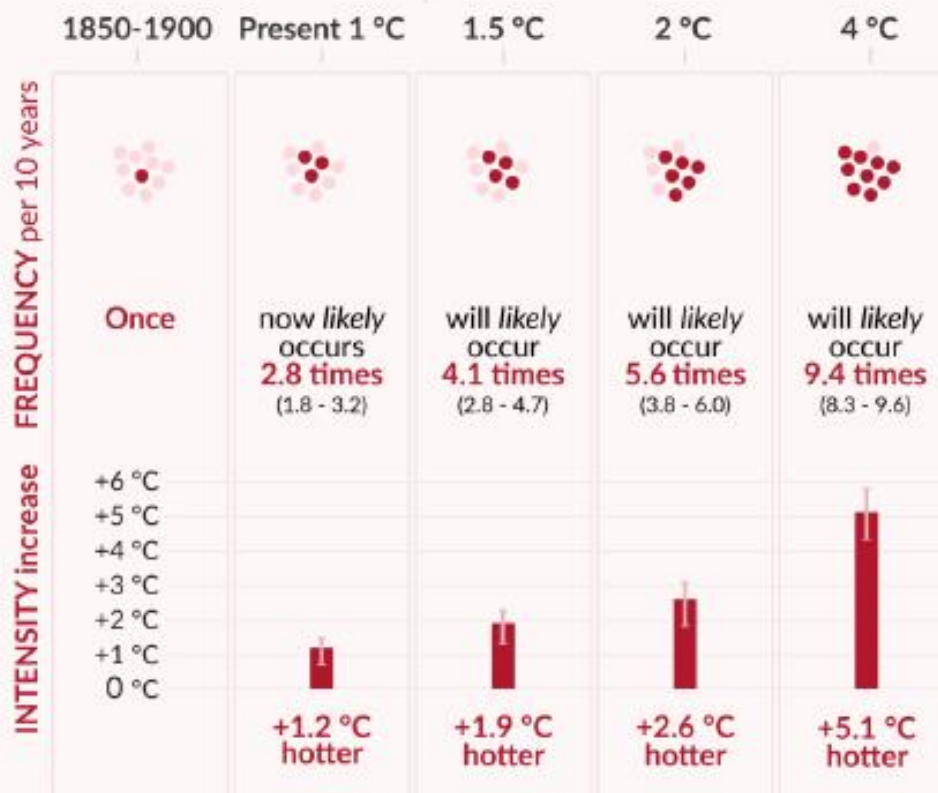 1850-1900 Present 1 °C 1.5 °C 2 °C 4 °C
FREQUENCY per 10 years
Once
now likely
occurs
2.8 times
(1.8 - 3.2)
will likely
occur
4.1 times
(2.8 - 4.7)
will likely
occur
5.6 times
(3.8 - 6.0)
will likely
occur
9.4 times
(8.3 - 9.6)
INTENSITY increase
+6 °C
+5 °C
+4 °C
+3 °C
+2 °C
+1 °C
0 °C
+1.2 °C
hotter
+1.9 °C
hotter
+2.6 °C
hotter
+5.1 °C
hotter